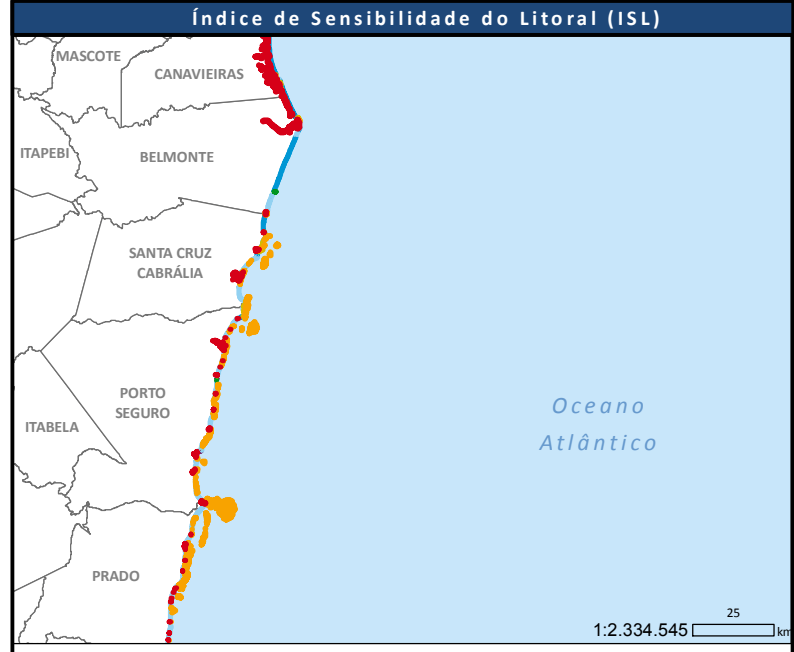 Índice de Sensibilidade do Litoral (ISL)
MASCOTE
CANAVIEIRAS
ITAPEBI
BELMONTE
SANTA CRUZ
CABRÁLIA
PORTO
SEGURO
ITABELA
Oceano
Atlântico
PRADO
25
1:2.334.545
km